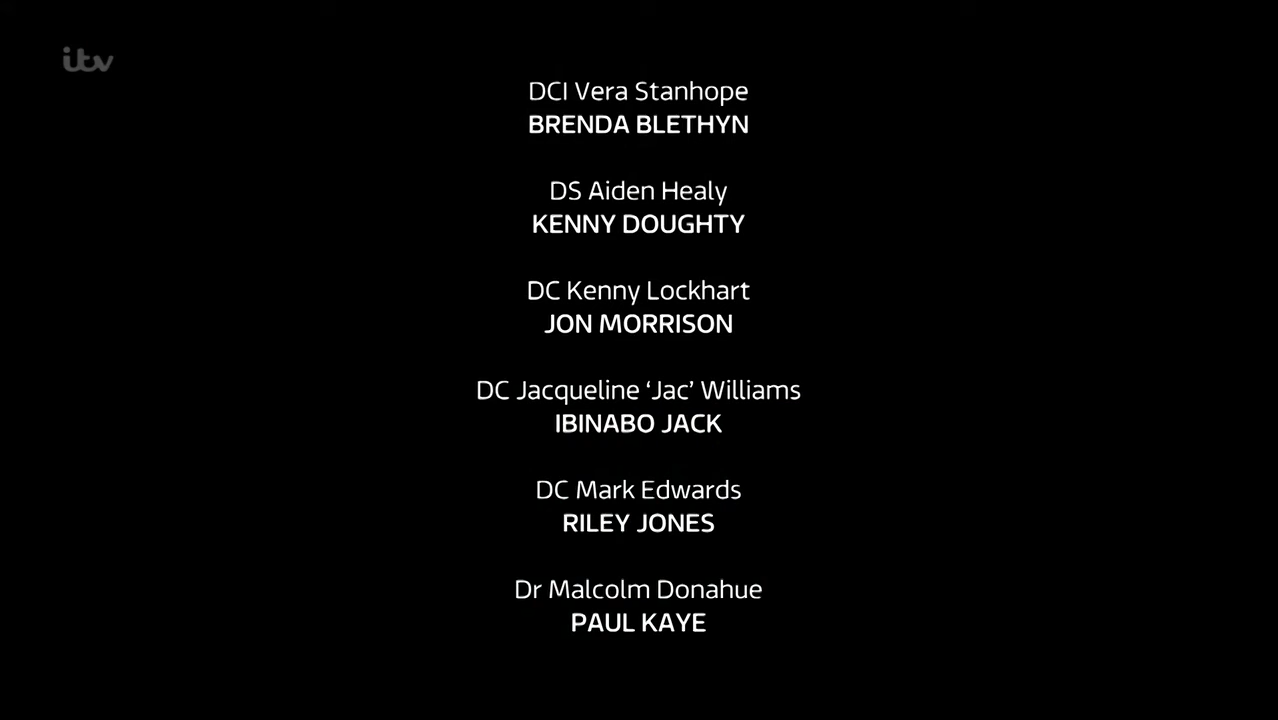 itv
DCI Vera Stanhope
BRENDA BLETHYN
DS Aiden Healy
KENNY DOUGHTY
DC Kenny Lockhart
JON MORRISON
DC Jacqueline ‘Jac’ Williams
IBINABO JACK
DC Mark Edwards
RILEY JONES
Dr Malcolm Donahue
PAUL KAYE